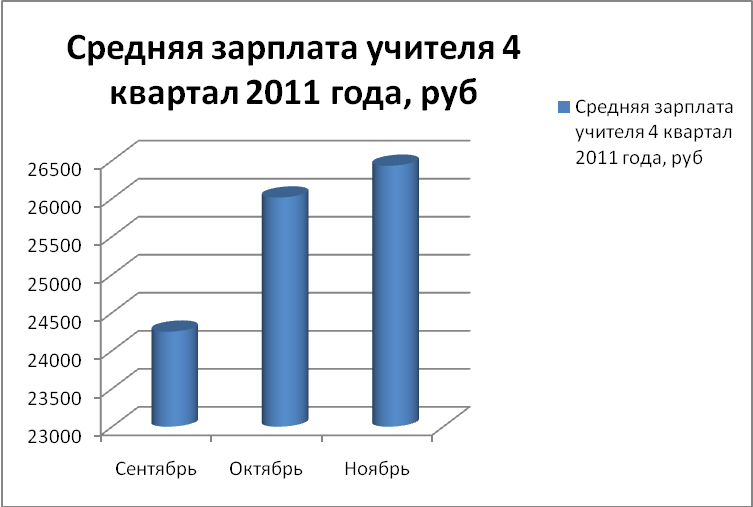 Средняя зарплата учителя 4
квартал 2011 года, руб
Средняя зарплата
учителя 4 квартал
2011 года, руб
26500
26000
25500
25000
24500
24000
23500
23000
Сентябрь
Октябрь
Ноябрь